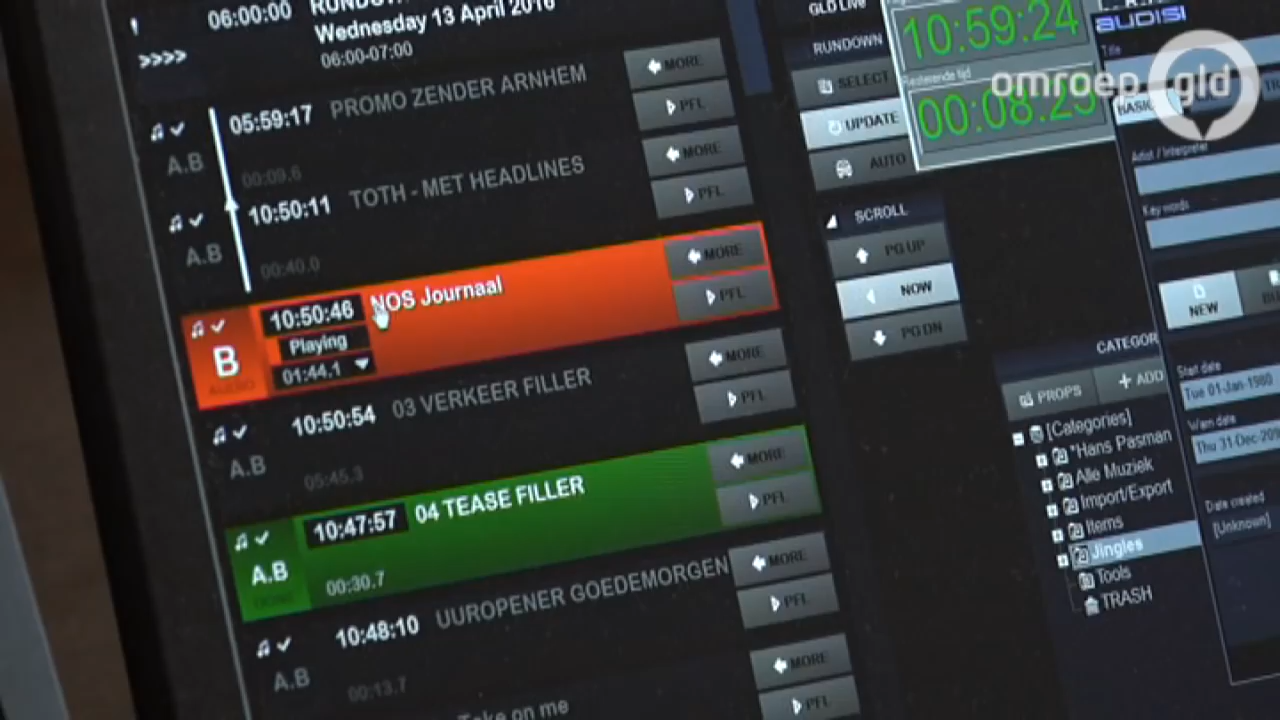 06:00:00
Wednesday 13 April 2016
06:00-07:00
>>>>
05:59:17 PROMO ZENDER ARNHEM
A.B
00:09.6
MORE
PFL
10:50:11 TOTH - MET HEADLINES
A.B
00:40.0
MORE
PFL
10:50:46 NOS Journaal
Playing
B
AUDIO
01:44.1
MORE
PFL
10:50:54 03 VERKEER FILLER
A.B
05:45.3
MORE
PFL
10:47:57 04 TEASE FILLER
A.B
00:30.7
MORE
PFL
10:48:10 UUROPENER GOEDEMORGEN
A.B
00:13.7
MORE
PFL
Take on me
MORE
PFL
GLD Live
RUNDOWN
SELECT
UPDATE
AUTO
SCROLL
PG UP
NOW
PG DN
10:59:24
Resterende tijd
00:08.25
AUDISI
omroep gld
Title
BASIC
Artist / Interpreter
Key words
NEW
CATEGOR
PROPS
ADD
[Categories]
*Hans Pasman
Alle Muziek
Import/Export
Items
Jingles
Tools
TRASH
Start date
Tue 01-Jan-1980
Warn date
Thu 31-Dec-209
Date created
[Unknown]